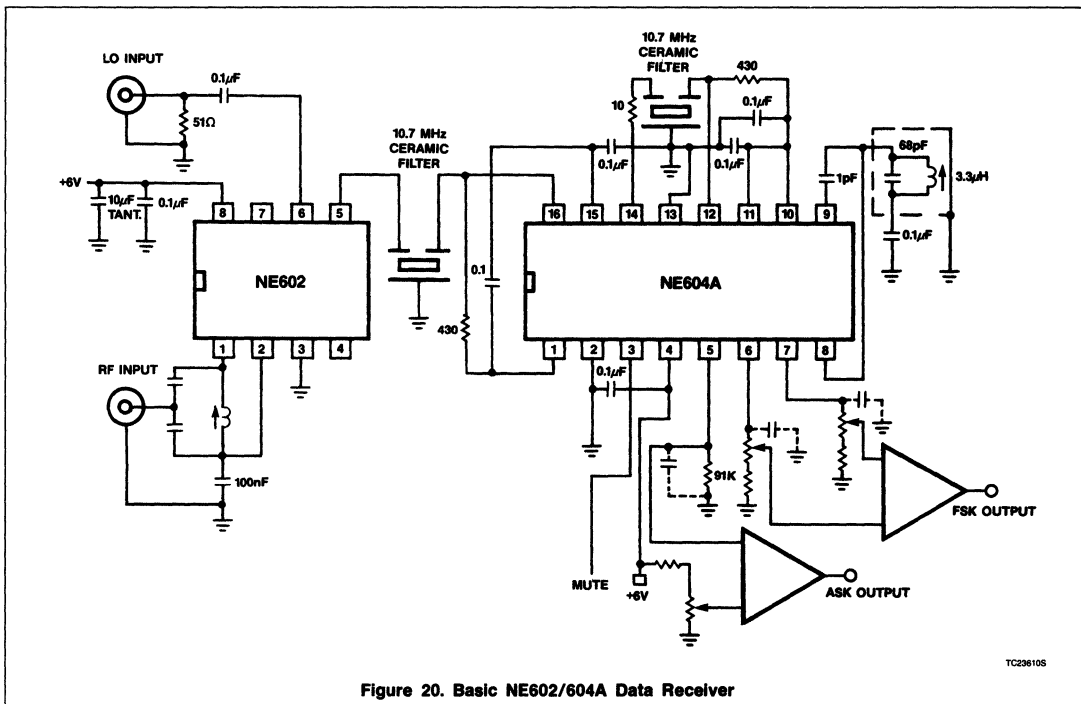 LO INPUT
0.1µF
51Ω
+6V
10µF
TANT.
0.1µF
8 7 6 5
NE602
1 2 3 4
RF INPUT
100nF
10.7 MHz
CERAMIC
FILTER
430
0.1
10.7 MHz
CERAMIC
FILTER
430
10
0.1µF
0.1µF
0.1µF
1pF
68pF
3.3µH
0.1µF
16 15 14 13 12 11 10 9
NE604A
1 2 3 4 5 6 7 8
0.1µF
91K
MUTE
+6V
FSK OUTPUT
ASK OUTPUT
TC23610S
Figure 20. Basic NE602/604A Data Receiver